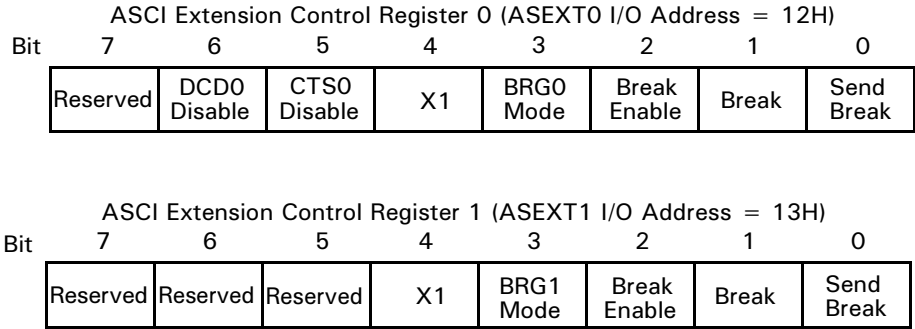 ASCI Extension Control Register 0 (ASEXT0 I/O Address = 12H)
Bit 7 6 5 4 3 2 1 0
Reserved DCD0 Disable CTS0 Disable X1 BRG0 Mode Break Enable Break Send Break
ASCI Extension Control Register 1 (ASEXT1 I/O Address = 13H)
Bit 7 6 5 4 3 2 1 0
Reserved Reserved Reserved X1 BRG1 Mode Break Enable Break Send Break